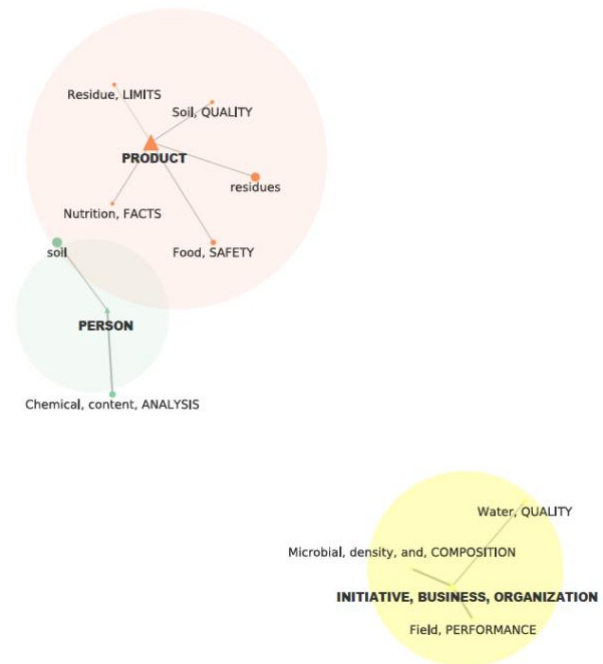 Residue, LIMITS
Soil, QUALITY
PRODUCT
residues
Nutrition, FACTS
soil
Food, SAFETY
PERSON
Chemical, content, ANALYSIS
Water, QUALITY
Microbial, density, and, COMPOSITION
INITIATIVE, BUSINESS, ORGANIZATION
Field, PERFORMANCE